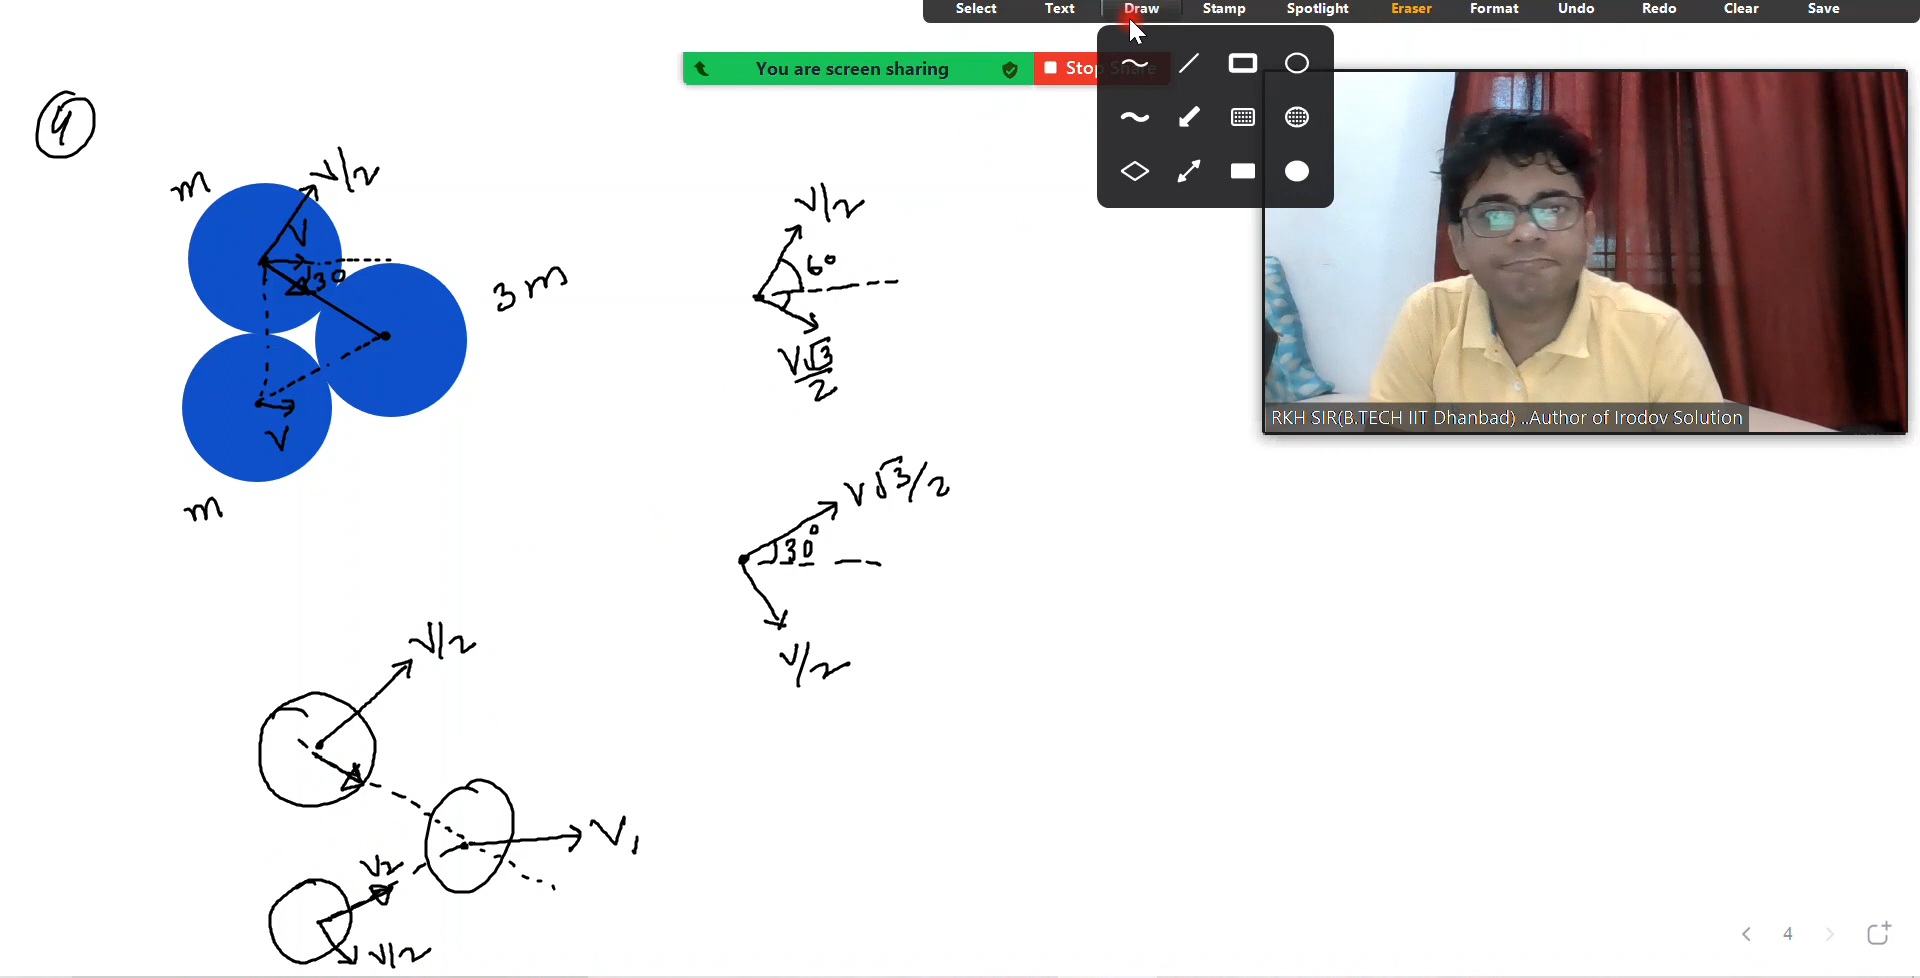 Select Text Draw Stamp Spotlight Eraser Format Undo Redo Clear Save
You are screen sharing
Stop Share
RKH SIR(B.TECH IIT Dhanbad) ..Author of Irodov Solution
4
m
V/2
V
30
3m
V
m
V/2
60
V√3/2
V√3/2
30°
V/2
V/2
V1
V2
V/2
4